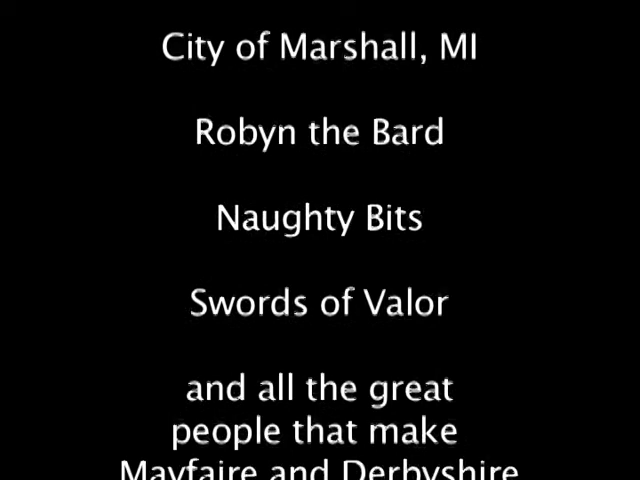 City of Marshall, MI
Robyn the Bard
Naughty Bits
Swords of Valor
and all the great
people that make
Mayfaire and Derbyshire